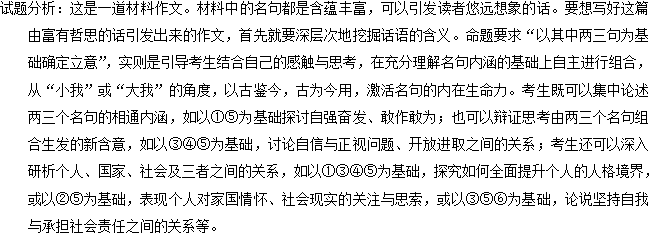 试题分析：这是一道材料作文。材料中的名句都是含蕴丰富，可以引发读者悠远想象的话。要想写好这篇
由富有哲思的话引发出来的作文，首先就要深层次地挖掘话语的含义。命题要求“以其中两三句为基
础确定立意”，实则是引导考生结合自己的感触与思考，在充分理解名句内涵的基础上自主进行组合，
从“小我”或“大我”的角度，以古鉴今，古为今用，激活名句的内在生命力。考生既可以集中论述
两三个名句的相通内涵，如以①⑤为基础探讨自强奋发、敢作敢为；也可以辩证思考由两三个名句组
合生发的新含意，如以③④⑤为基础，讨论自信与正视问题、开放进取之间的关系；考生还可以深入
研析个人、国家、社会及三者之间的关系，如以①③④⑤为基础，探究如何全面提升个人的人格境界，
或以②⑤为基础，表现个人对家国情怀、社会现实的关注与思索，或以③⑤⑥为基础，论说坚持自我
与承担社会责任之间的关系等。